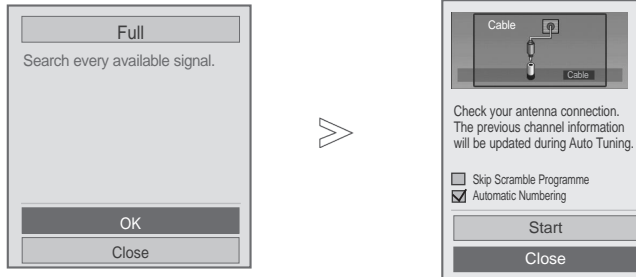 Full
Search every available signal.
OK
Close
Cable
Cable
Check your antenna connection.
The previous channel information
will be updated during Auto Tuning.
Skip Scramble Programme
Automatic Numbering
Start
Close